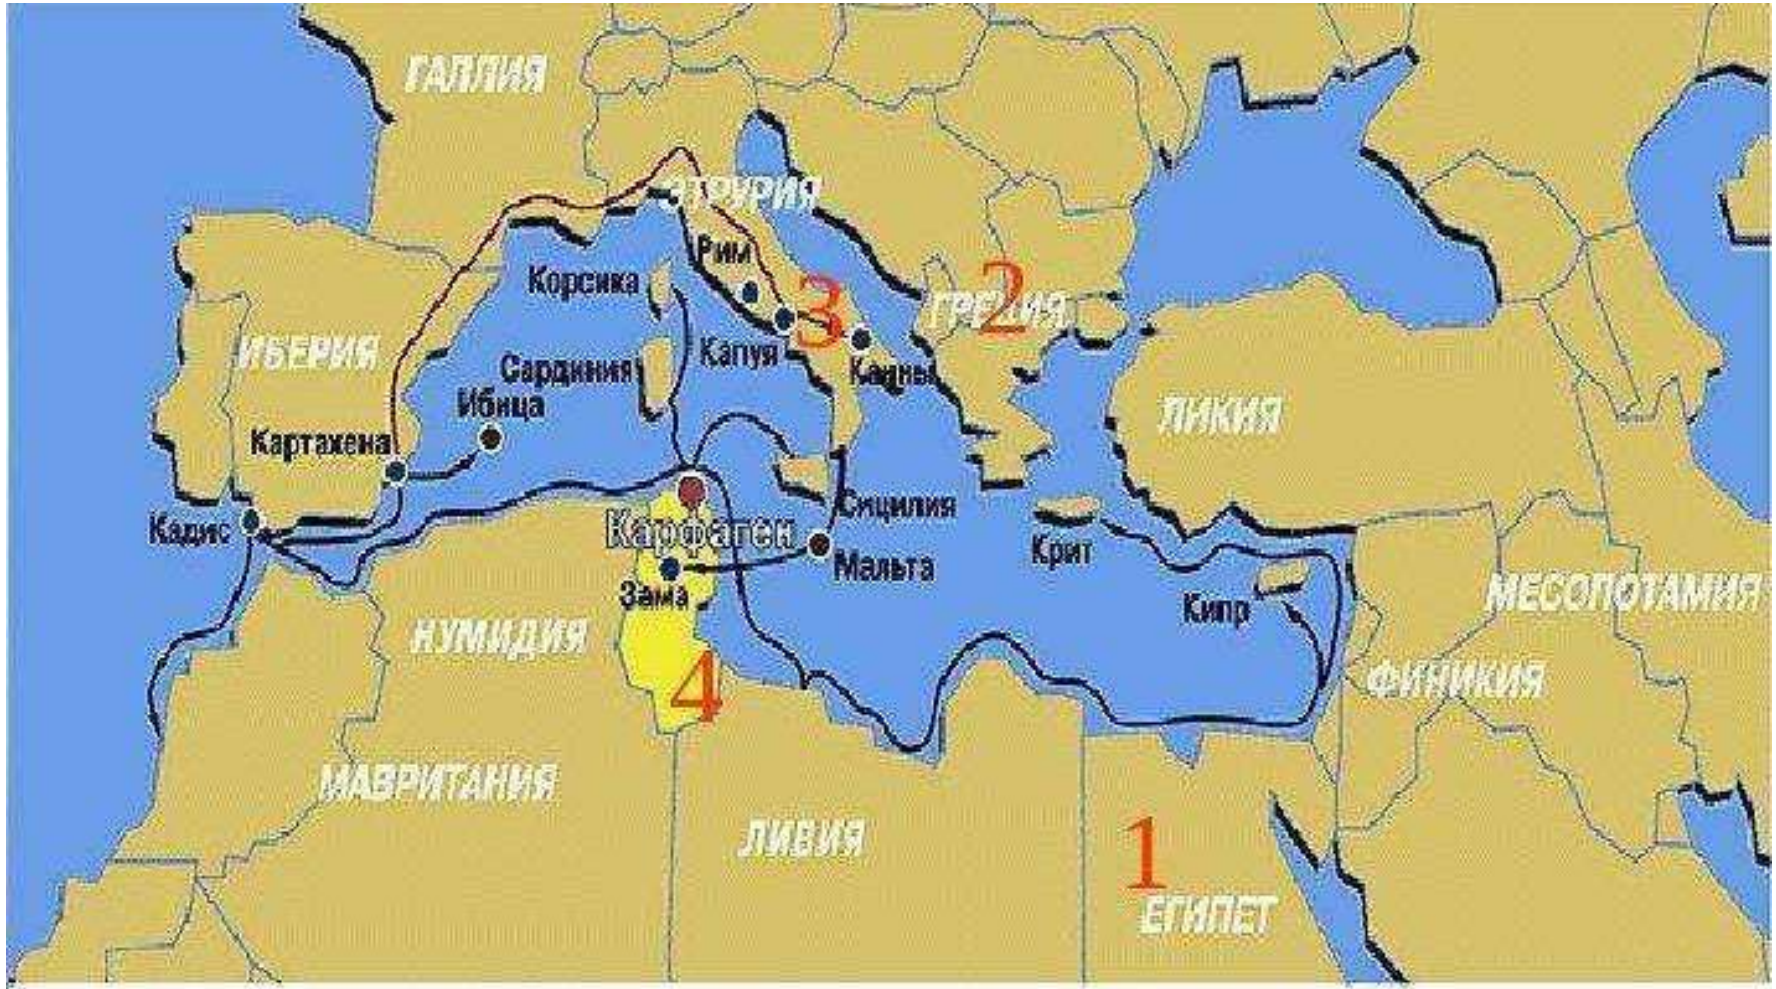 ГАЛЛИЯ
ЭТРУРИЯ
Рим
Корсика
3
2
ГРЕЦИЯ
ИБЕРИЯ
Капуя
Канны
Сардиния
Ибица
ЛИКИЯ
Картахена
Кадис
Карфаген
Сицилия
Мальта
Крит
Зама
Кипр
МЕСОПОТАМИЯ
НУМИДИЯ
4
ФИНИКИЯ
МАВРИТАНИЯ
ЛИВИЯ
1
ЕГИПЕТ